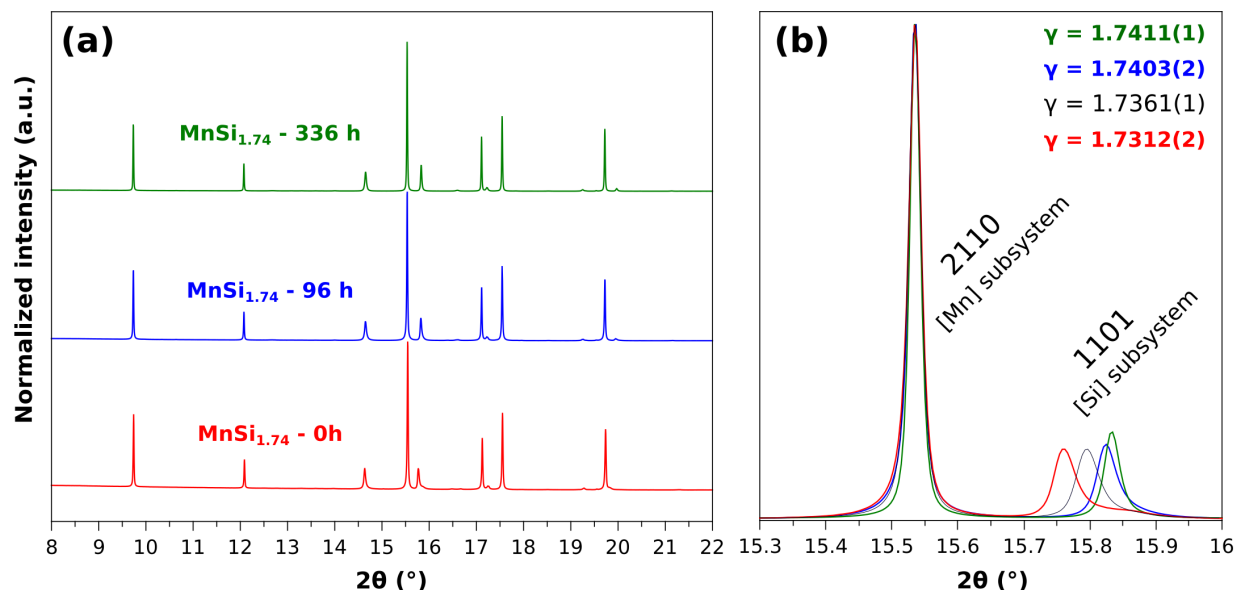 (a)
Normalized intensity (a.u.)
MnSi1.74 - 336 h
MnSi1.74 - 96 h
MnSi1.74 - 0h
8 9 10 11 12 13 14 15 16 17 18 19 20 21 22
2θ (°)
(b)
γ = 1.7411(1)
γ = 1.7403(2)
γ = 1.7361(1)
γ = 1.7312(2)
2110
[Mn] subsystem
1101
[Si] subsystem
15.3 15.4 15.5 15.6 15.7 15.8 15.9 16
2θ (°)